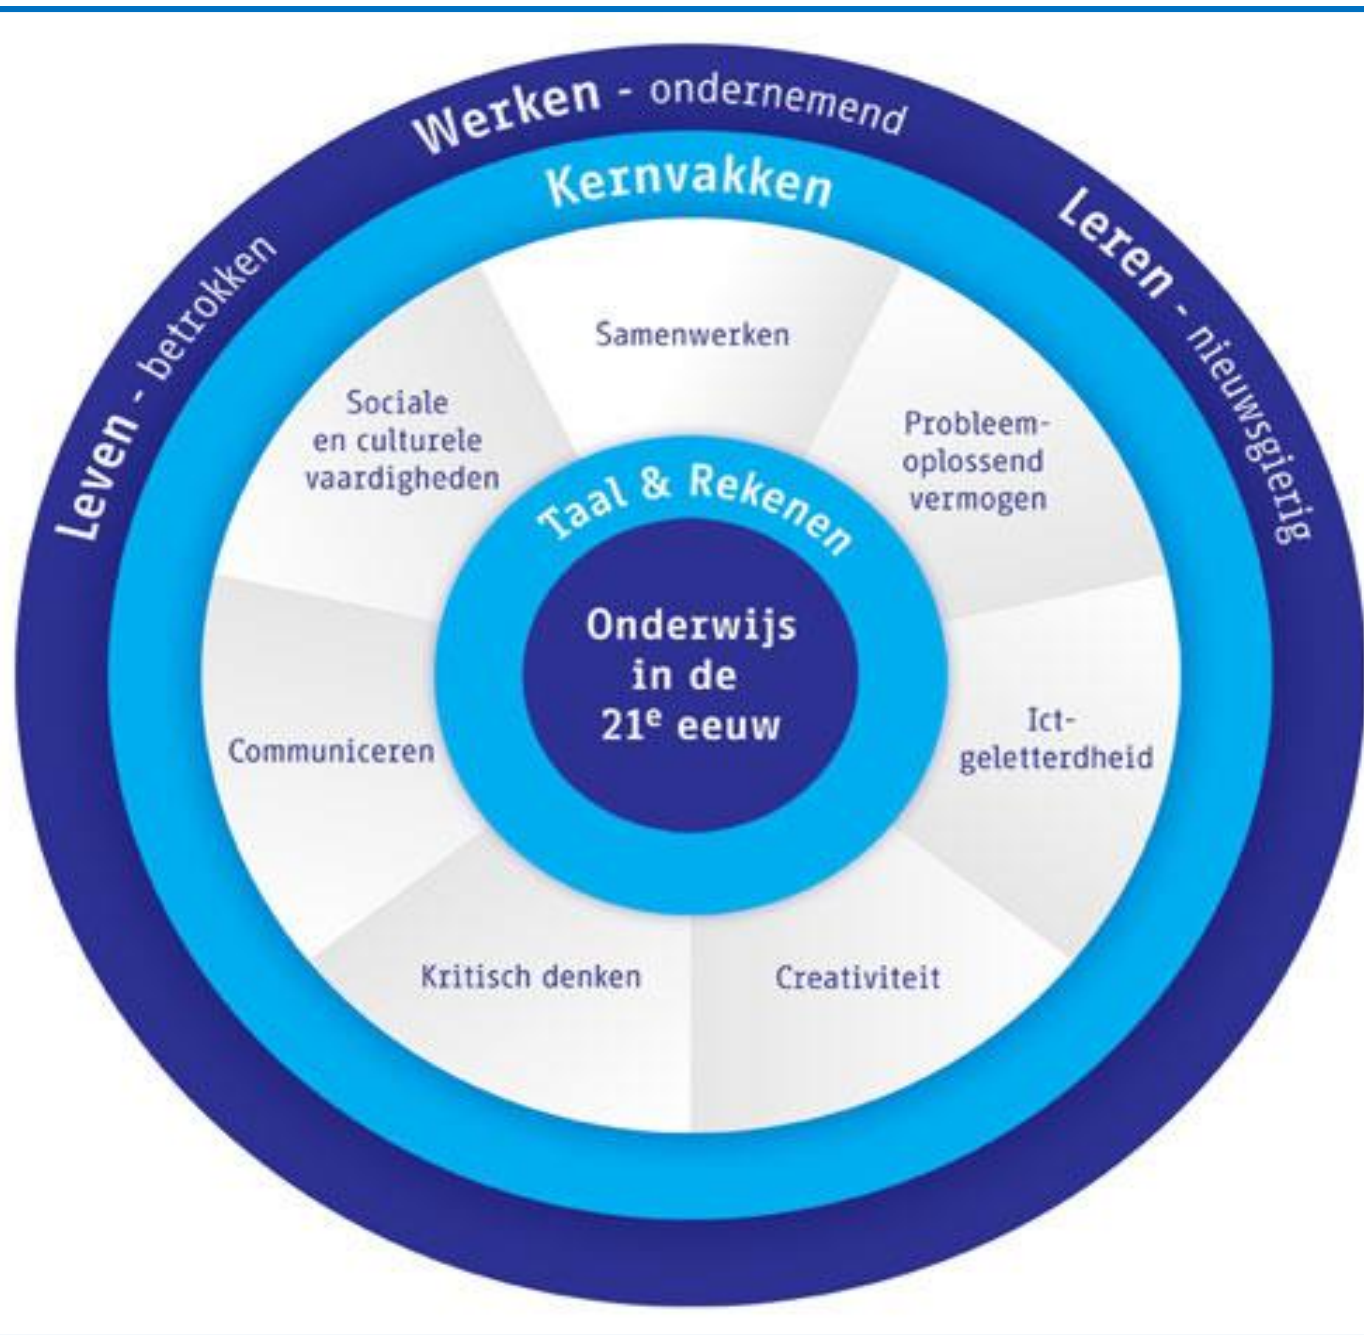 Werken - ondernemend
Leren - nieuwsgierig
Leven - betrokken
Kernvakken
Samenwerken
Probleem-
oplossend
vermogen
Ict-
geletterdheid
Creativiteit
Kritisch denken
Communiceren
Sociale
en culturele
vaardigheden
Taal & Rekenen
Onderwijs
in de
21e eeuw